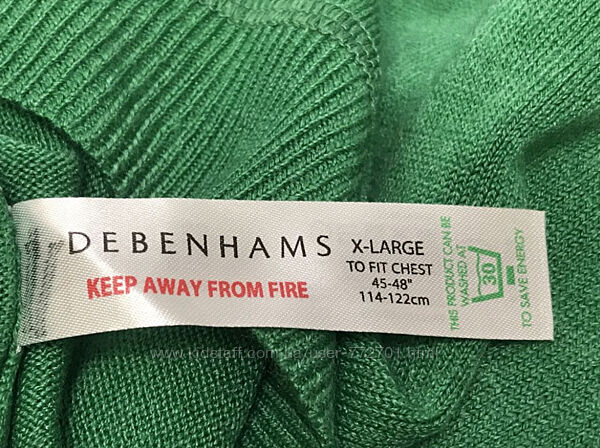 DEBENHAMS
KEEP AWAY FROM FIRE
X-LARGE
TO FIT CHEST
45-48"
114-122cm
THIS PRODUCT CAN BE
WASHED AT
30
TO SAVE ENERGY